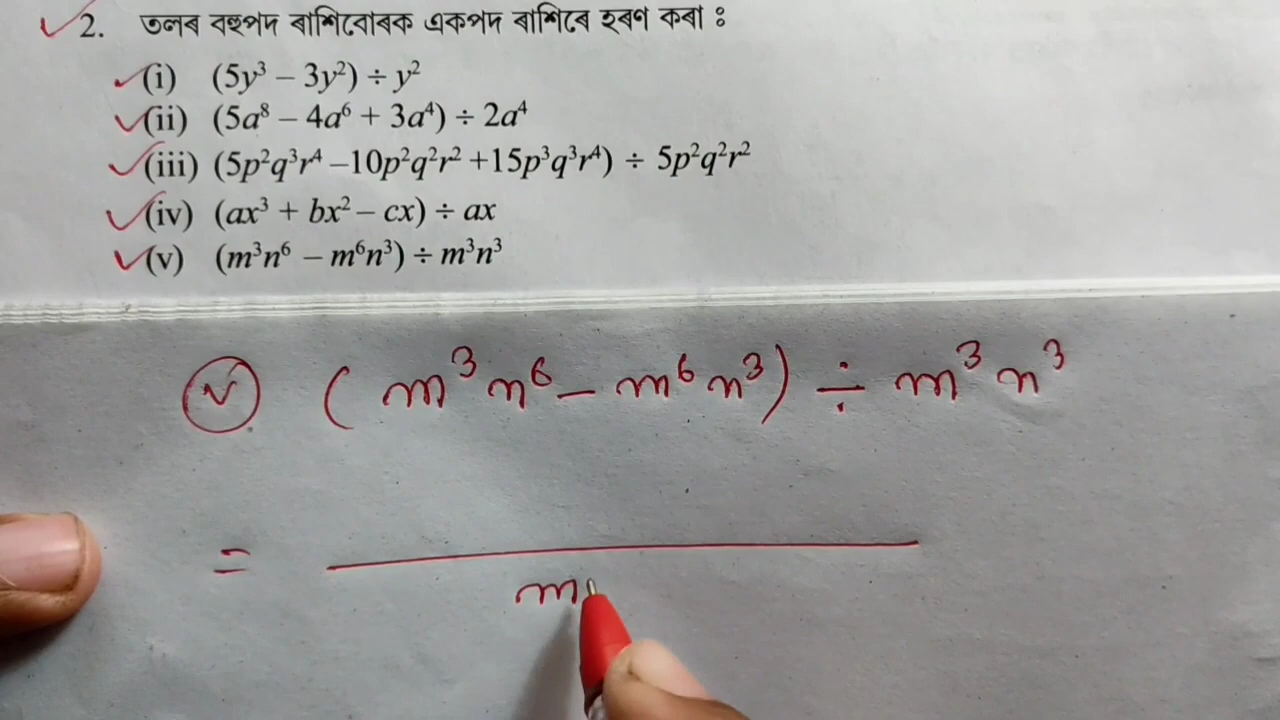 2. তলৰ বহুপদ ৰাশিবোৰক একপদ ৰাশিৰে হৰণ কৰা :
(i) (5y³ – 3y²) ÷ y²
(ii) (5a⁸ – 4a⁶ + 3a⁴) ÷ 2a⁴
(iii) (5p²q³r⁴ –10p²q²r² +15p³q³r⁴) ÷ 5p²q²r²
(iv) (ax³ + bx² – cx) ÷ ax
(v) (m³n⁶ – m⁶n³) ÷ m³n³
(v) (m³n⁶ – m⁶n³) ÷ m³n³
=
m